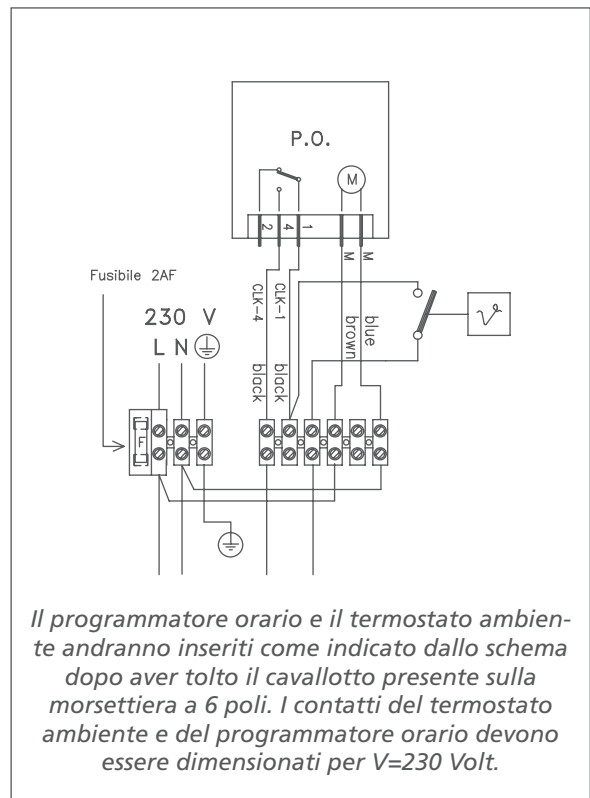 P.O.
M
2
4
1
M
M
Fusibile 2AF
CLK-4
CLK-1
230 V
L N
brown
blue
black
black
F
Il programmatore orario e il termostato ambien-
te andranno inseriti come indicato dallo schema
dopo aver tolto il cavallotto presente sulla
morsettiera a 6 poli. I contatti del termostato
ambiente e del programmatore orario devono
essere dimensionati per V=230 Volt.